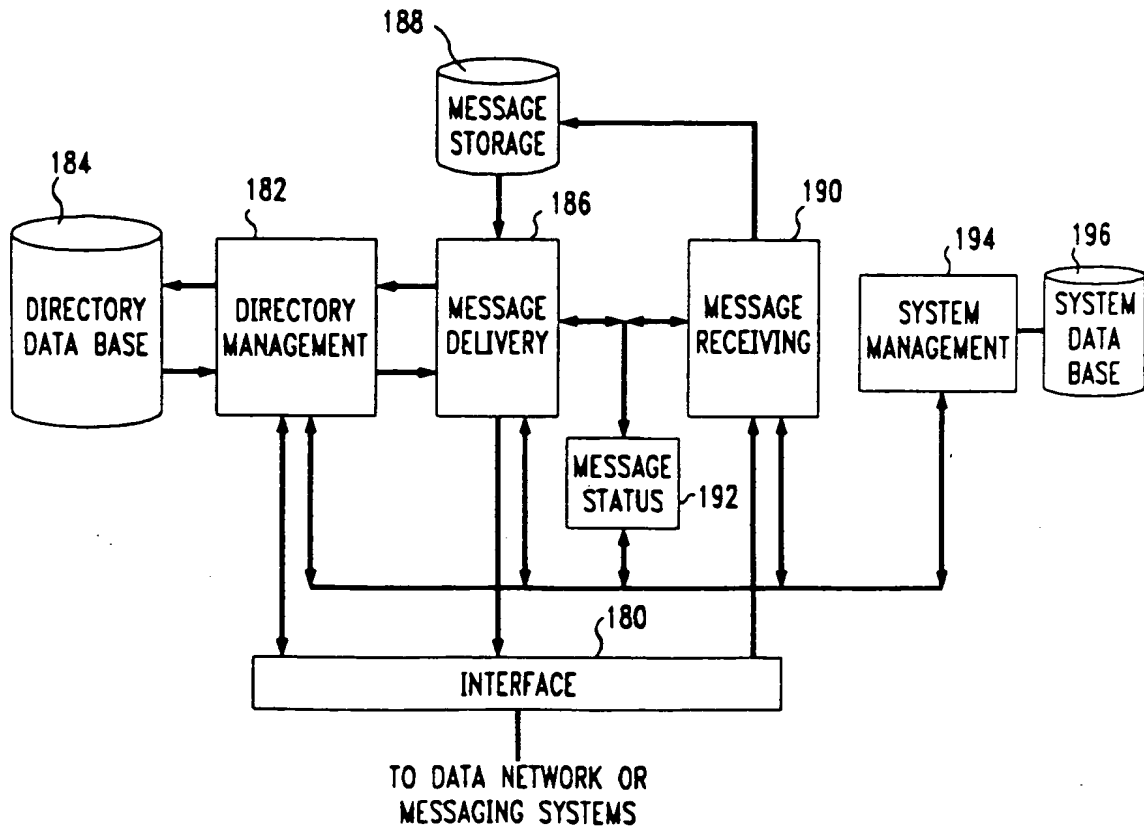 188
MESSAGE
STORAGE
184
182
186
190
194
196
DIRECTORY
DATA BASE
DIRECTORY
MANAGEMENT
MESSAGE
DELIVERY
MESSAGE
RECEIVING
SYSTEM
MANAGEMENT
SYSTEM
DATA
BASE
MESSAGE
STATUS
192
180
INTERFACE
TO DATA NETWORK OR
MESSAGING SYSTEMS